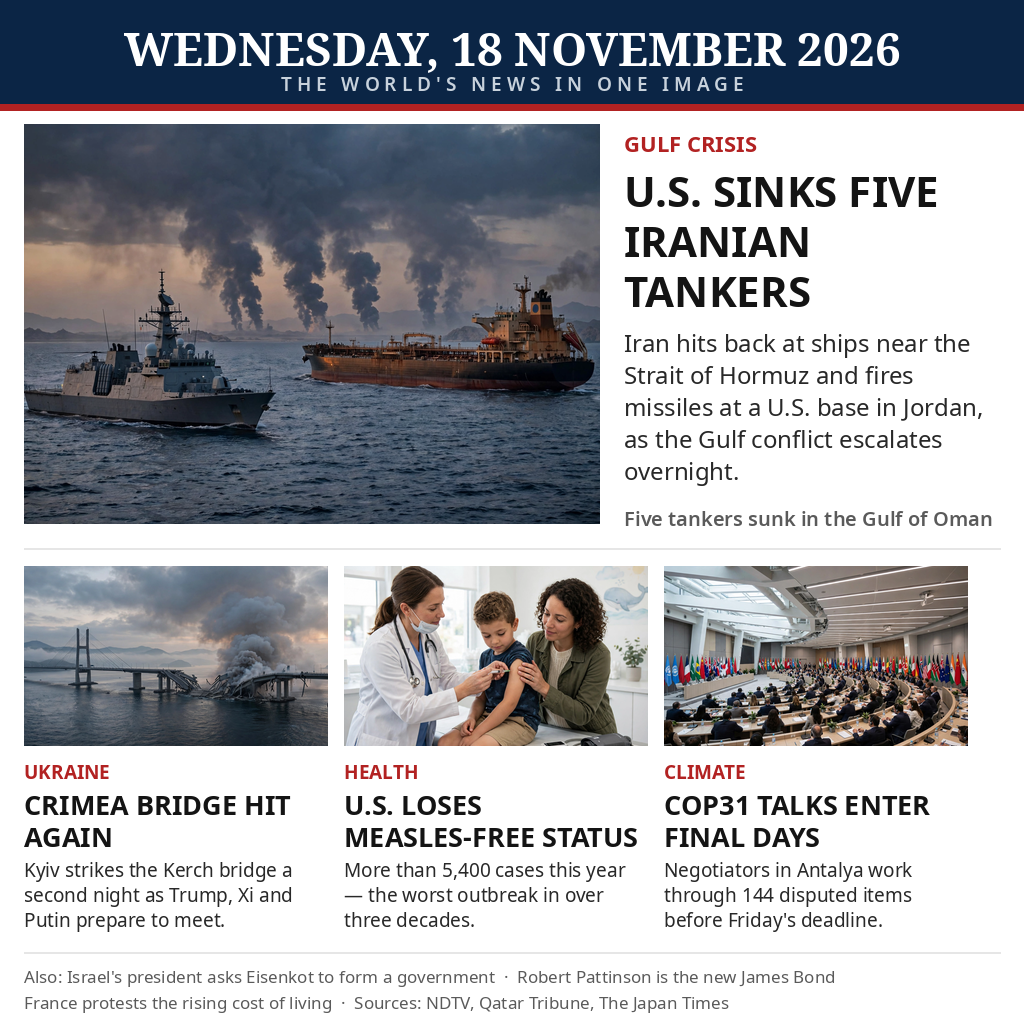 WEDNESDAY, 18 NOVEMBER 2026
THE WORLD'S NEWS IN ONE IMAGE
GULF CRISIS
U.S. SINKS FIVE
IRANIAN
TANKERS
Iran hits back at ships near the
Strait of Hormuz and fires
missiles at a U.S. base in Jordan,
as the Gulf conflict escalates
overnight.
Five tankers sunk in the Gulf of Oman
UKRAINE
CRIMEA BRIDGE HIT
AGAIN
Kyiv strikes the Kerch bridge a
second night as Trump, Xi and
Putin prepare to meet.
HEALTH
U.S. LOSES
MEASLES-FREE STATUS
More than 5,400 cases this year
— the worst outbreak in over
three decades.
CLIMATE
COP31 TALKS ENTER
FINAL DAYS
Negotiators in Antalya work
through 144 disputed items
before Friday's deadline.
Also: Israel's president asks Eisenkot to form a government · Robert Pattinson is the new James Bond
France protests the rising cost of living · Sources: NDTV, Qatar Tribune, The Japan Times